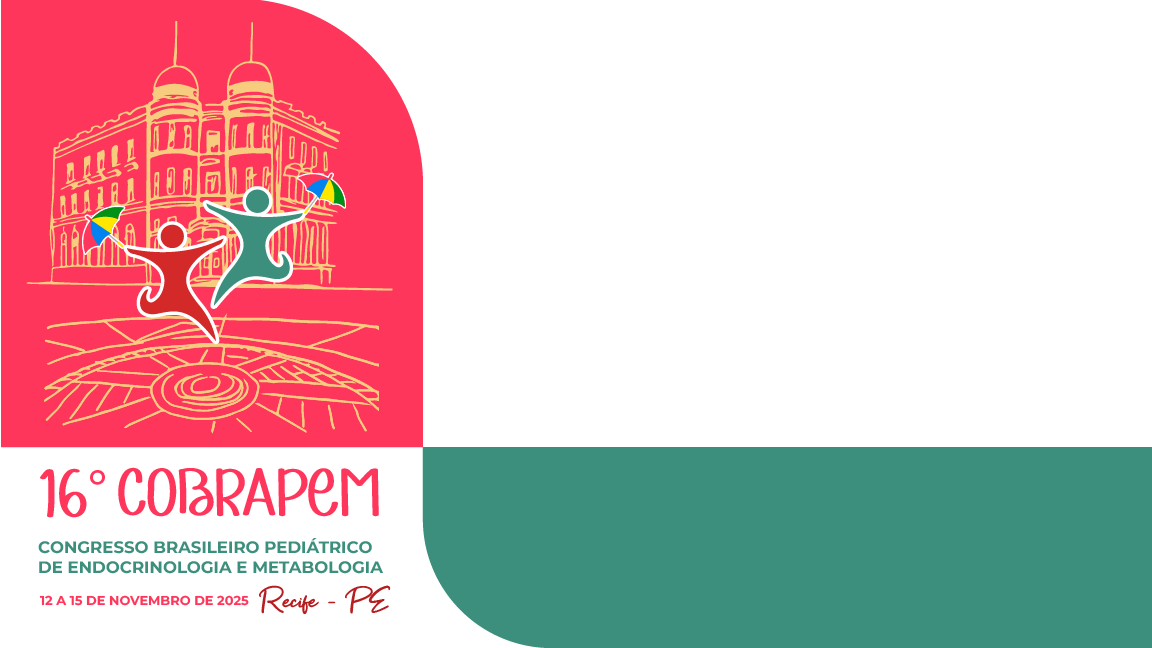 16° COBRAPEM
CONGRESSO BRASILEIRO PEDIÁTRICO
DE ENDOCRINOLOGIA E METABOLOGIA
12 A 15 DE NOVEMBRO DE 2025 Recife - PE